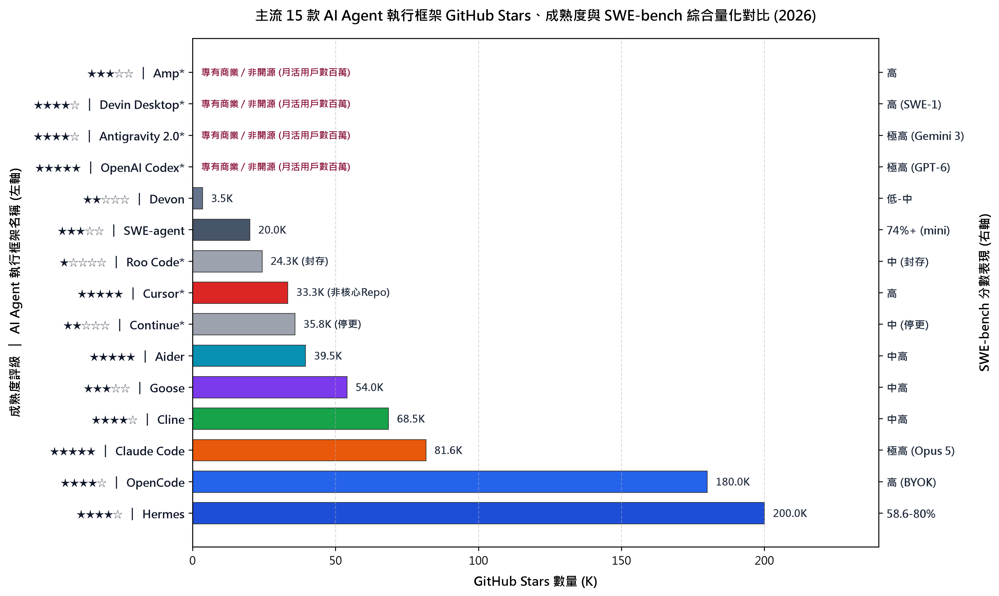 主流 15 款 AI Agent 執行框架 GitHub Stars、成熟度與 SWE-bench 綜合量化對比 (2026)
成熟度評級 | AI Agent 執行框架名稱 (左軸)
★★★☆☆ | Amp* 專有商業 / 非開源 (月活用戶數百萬) 高
★★★★☆ | Devin Desktop* 專有商業 / 非開源 (月活用戶數百萬) 高 (SWE-1)
★★★★☆ | Antigravity 2.0* 專有商業 / 非開源 (月活用戶數百萬) 極高 (Gemini 3)
★★★★★ | OpenAI Codex* 專有商業 / 非開源 (月活用戶數百萬) 極高 (GPT-6)
★★☆☆☆ | Devon 3.5K 低-中
★★★☆☆ | SWE-agent 20.0K 74%+ (mini)
★☆☆☆☆ | Roo Code* 24.3K (封存) 中 (封存)
★★★★★ | Cursor* 33.3K (非核心Repo) 高
★★☆☆☆ | Continue* 35.8K (停更) 中 (停更)
★★★★★ | Aider 39.5K 中高
★★★☆☆ | Goose 54.0K 中高
★★★★☆ | Cline 68.5K 中高
★★★★★ | Claude Code 81.6K 極高 (Opus 5)
★★★★☆ | OpenCode 180.0K 高 (BYOK)
★★★★☆ | Hermes 200.0K 58.6-80%
SWE-bench 分數表現 (右軸)
0 50 100 150 200
GitHub Stars 數量 (K)